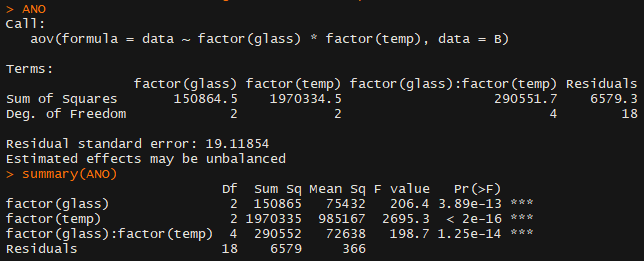 > ANO
Call:
   aov(formula = data ~ factor(glass) * factor(temp), data = B)

Terms:
                factor(glass) factor(temp) factor(glass):factor(temp) Residuals
Sum of Squares       150864.5    1970334.5                   290551.7    6579.3
Deg. of Freedom             2            2                          4        18

Residual standard error: 19.11854
Estimated effects may be unbalanced
> summary(ANO)
                           Df  Sum Sq Mean Sq F value   Pr(>F)    
factor(glass)               2  150865   75432   206.4 3.89e-13 ***
factor(temp)                2 1970335  985167  2695.3  < 2e-16 ***
factor(glass):factor(temp)  4  290552   72638   198.7 1.25e-14 ***
Residuals                  18    6579     366